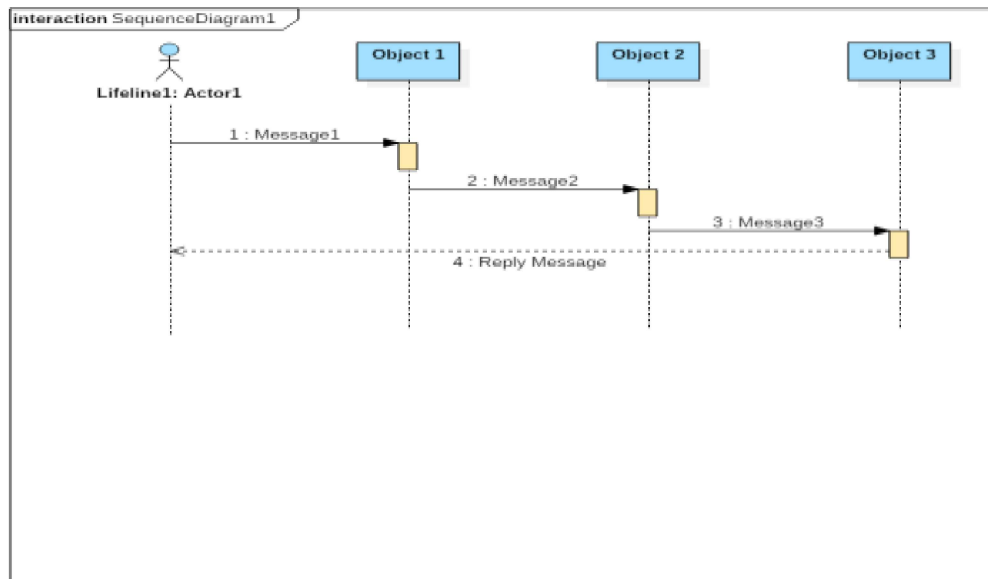 interaction SequenceDiagram1
Object 1
Object 2
Object 3
Lifeline1: Actor1
1 : Message1
2 : Message2
3 : Message3
4 : Reply Message